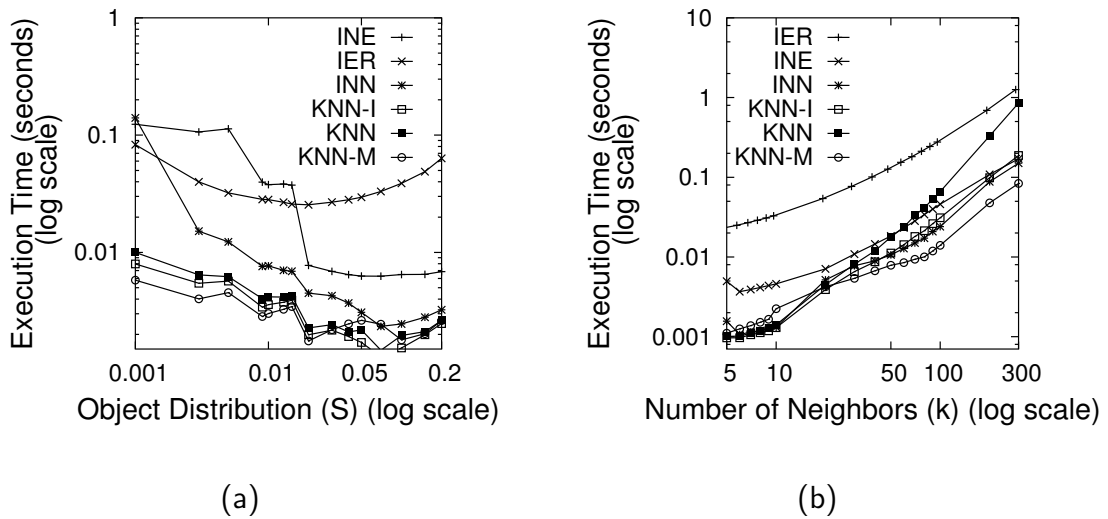 Execution Time (seconds)
(log scale)
1
0.1
0.01
INE
IER
INN
KNN-I
KNN
KNN-M
0.001 0.01 0.05 0.2
Object Distribution (S) (log scale)
(a)
Execution Time (seconds)
(log scale)
10
1
0.1
0.01
0.001
IER
INE
INN
KNN-I
KNN
KNN-M
5 10 50 100 300
Number of Neighbors (k) (log scale)
(b)